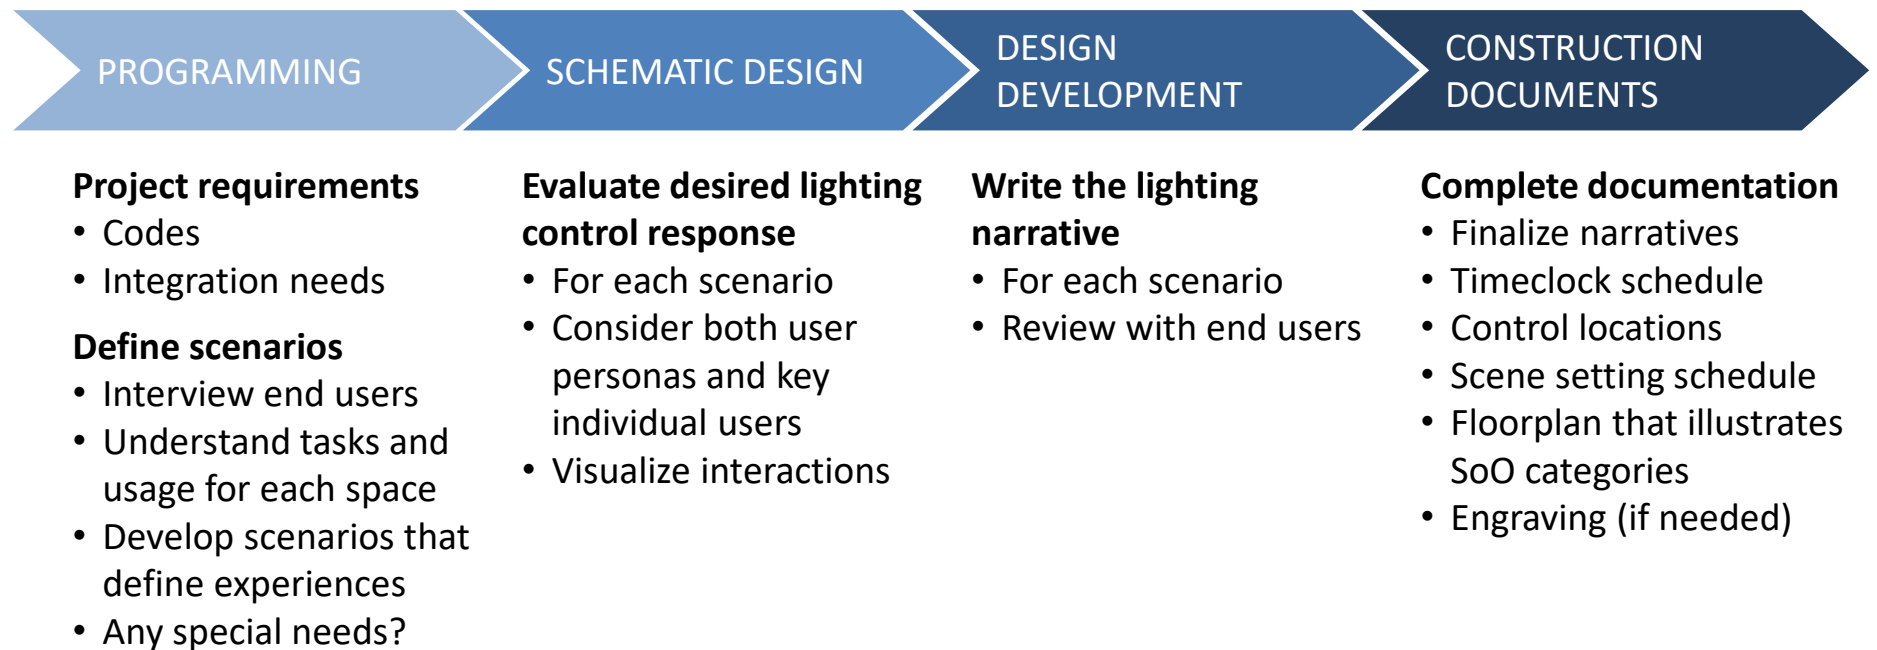 PROGRAMMING
SCHEMATIC DESIGN
DESIGN
DEVELOPMENT
CONSTRUCTION
DOCUMENTS
Project requirements
• Codes
• Integration needs
Define scenarios
• Interview end users
• Understand tasks and
usage for each space
• Develop scenarios that
define experiences
• Any special needs?
Evaluate desired lighting
control response
• For each scenario
• Consider both user
personas and key
individual users
• Visualize interactions
Write the lighting
narrative
• For each scenario
• Review with end users
Complete documentation
• Finalize narratives
• Timeclock schedule
• Control locations
• Scene setting schedule
• Floorplan that illustrates
SoO categories
• Engraving (if needed)